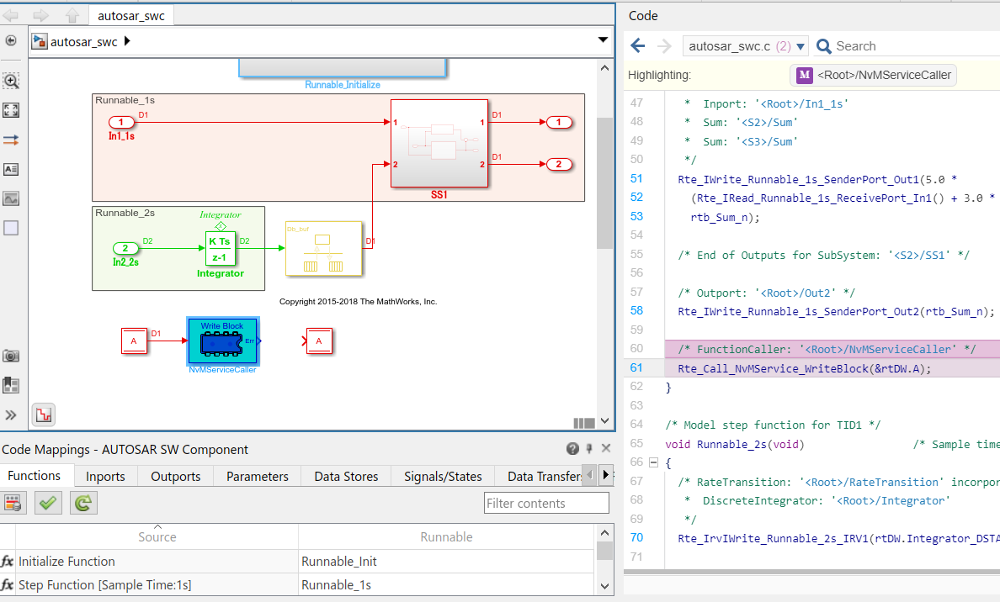 autosar_swc
autosar_swc
Runnable_Initialize
Runnable_1s
1
D1
In1_1s
1
2
1
2
SS1
D1
1
D1
2
Runnable_2s
Integrator
2
D2
In2_2s
K Ts
z-1
Integrator
D2
Db_buf
D1
Copyright 2015-2018 The MathWorks, Inc.
A
D1
Write Block
Err
NvMServiceCaller
A
Code Mappings - AUTOSAR SW Component
Functions
Inports
Outports
Parameters
Data Stores
Signals/States
Data Transfers
Filter contents
Source
Runnable
fx Initialize Function
Runnable_Init
fx Step Function [Sample Time:1s]
Runnable_1s
Code
autosar_swc.c (2)
Search
Highlighting:
M <Root>/NvMServiceCaller
47 * Inport: '<Root>/In1_1s'
48 * Sum: '<S2>/Sum'
49 * Sum: '<S3>/Sum'
50 */
51 Rte_IWrite_Runnable_1s_SenderPort_Out1(5.0 *
52 (Rte_IRead_Runnable_1s_ReceivePort_In1() + 3.0 *
53 rtb_Sum_n);
54
55 /* End of Outputs for SubSystem: '<S2>/SS1' */
56
57 /* Outport: '<Root>/Out2' */
58 Rte_IWrite_Runnable_1s_SenderPort_Out2(rtb_Sum_n);
59
60 /* FunctionCaller: '<Root>/NvMServiceCaller' */
61 Rte_Call_NvMService_WriteBlock(&rtDW.A);
62 }
63
64 /* Model step function for TID1 */
65 void Runnable_2s(void) /* Sample time
66 {
67 /* RateTransition: '<Root>/RateTransition' incorpor
68 * DiscreteIntegrator: '<Root>/Integrator'
69 */
70 Rte_IrvIWrite_Runnable_2s_IRV1(rtDW.Integrator_DSTA
71